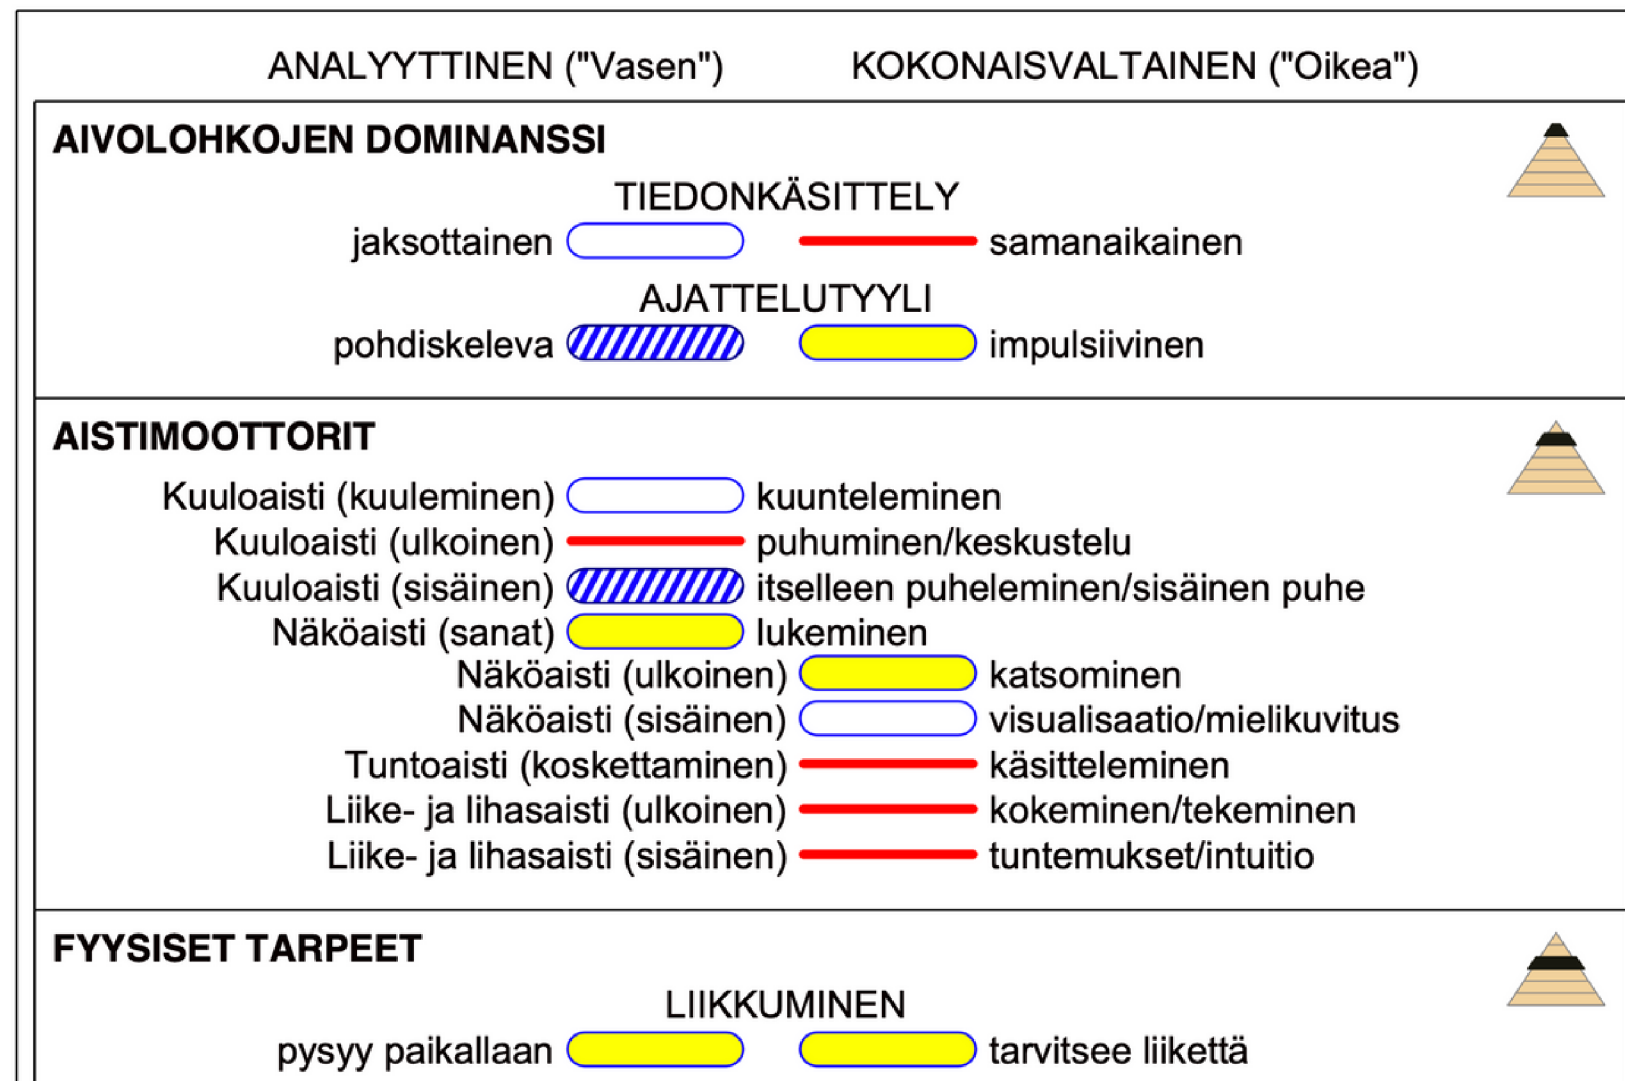 ANALYYTTINEN ("Vasen") KOKONAISVALTAINEN ("Oikea")
AIVOLOHKOJEN DOMINANSSI
TIEDONKÄSITTELY
jaksottainen samanaikainen
AJATTELUTYYLI
pohdiskeleva impulsiivinen
AISTIMOOTTORIT
Kuuloaisti (kuuleminen) kuunteleminen
Kuuloaisti (ulkoinen) puhuminen/keskustelu
Kuuloaisti (sisäinen) itselleen puheleminen/sisäinen puhe
Näköaisti (sanat) lukeminen
Näköaisti (ulkoinen) katsominen
Näköaisti (sisäinen) visualisaatio/mielikuvitus
Tuntoaisti (koskettaminen) käsitteleminen
Liike- ja lihasaisti (ulkoinen) kokeminen/tekeminen
Liike- ja lihasaisti (sisäinen) tuntemukset/intuitio
FYYSISET TARPEET
LIIKKUMINEN
pysyy paikallaan tarvitsee liikettä